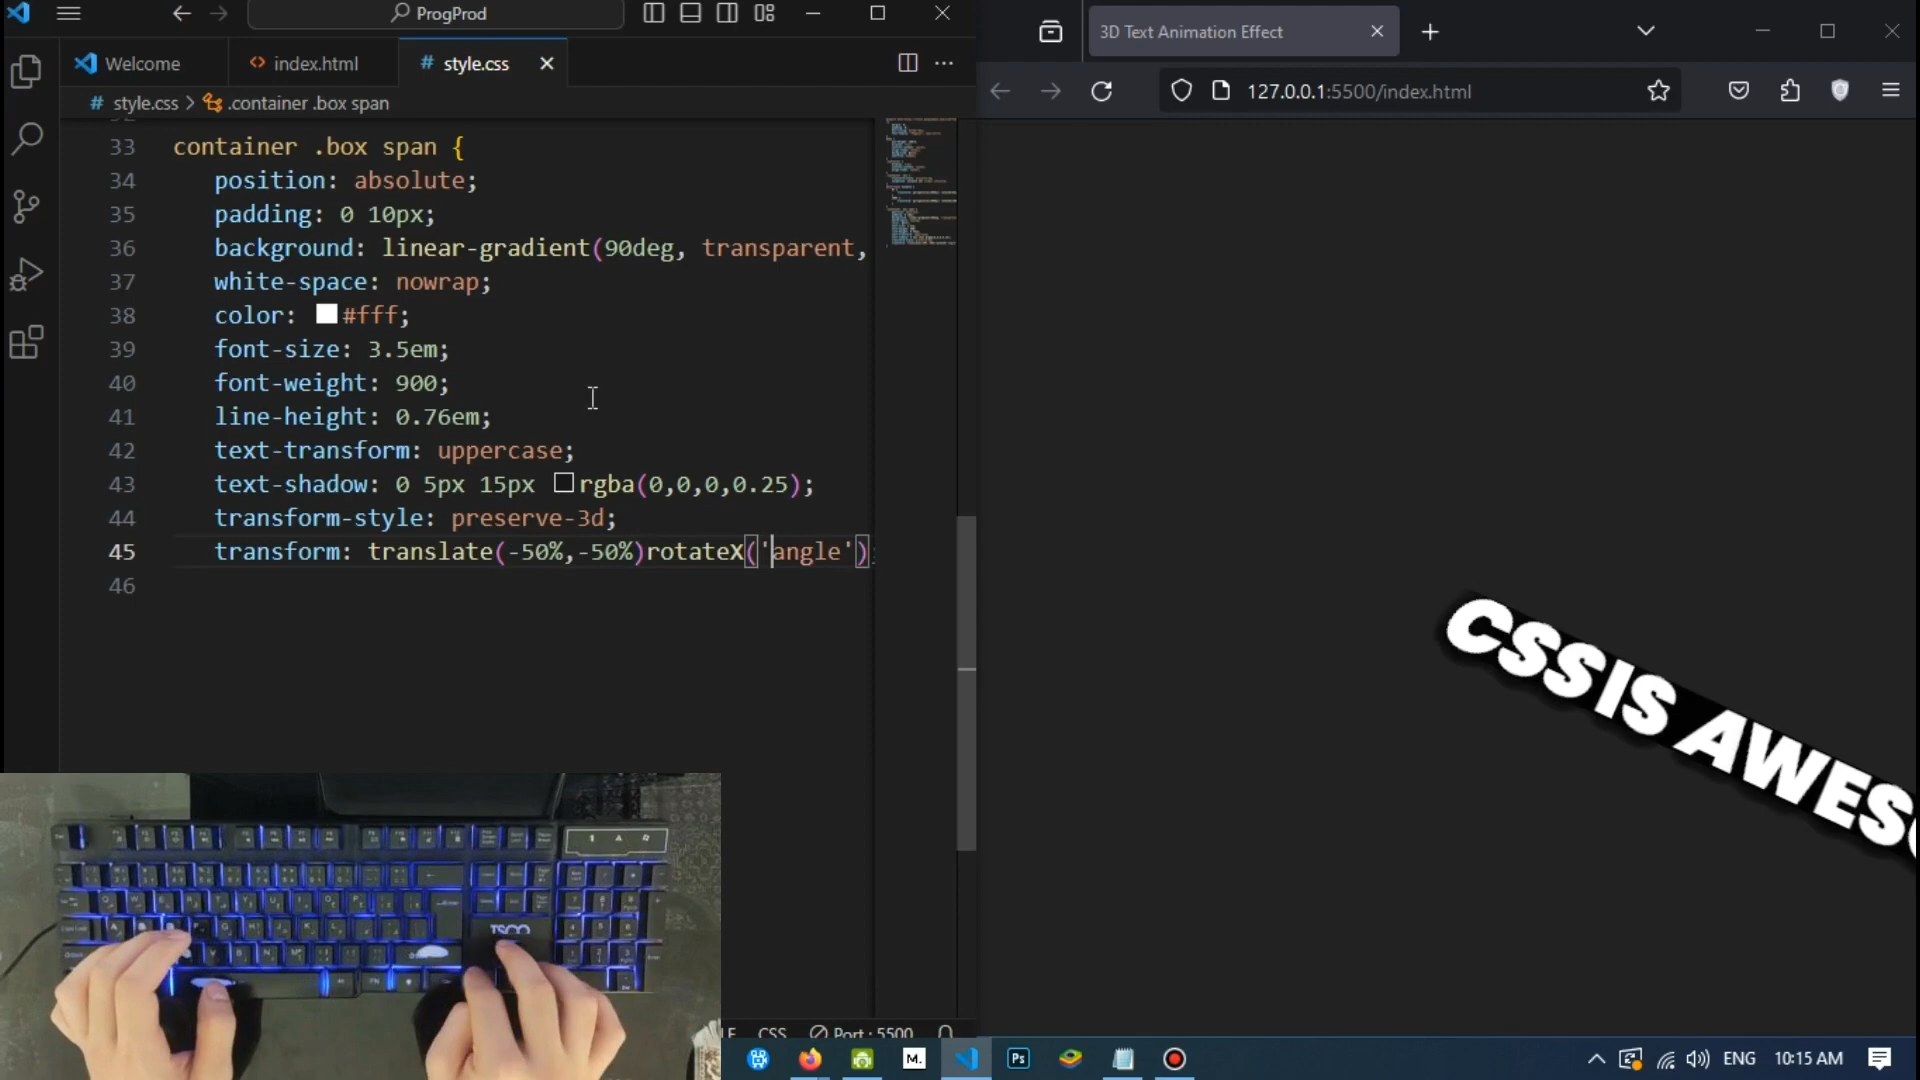 ProgProd
Welcome
index.html
style.css
style.css > .container .box span
33 container .box span {
34 position: absolute;
35 padding: 0 10px;
36 background: linear-gradient(90deg, transparent,
37 white-space: nowrap;
38 color: #fff;
39 font-size: 3.5em;
40 font-weight: 900;
41 line-height: 0.76em;
42 text-transform: uppercase;
43 text-shadow: 0 5px 15px rgba(0,0,0,0.25);
44 transform-style: preserve-3d;
45 transform: translate(-50%,-50%)rotateX('angle');
46
CSS
Port : 5500
3D Text Animation Effect
127.0.0.1:5500/index.html
CSS IS AWES
M.
Ps
ENG
10:15 AM